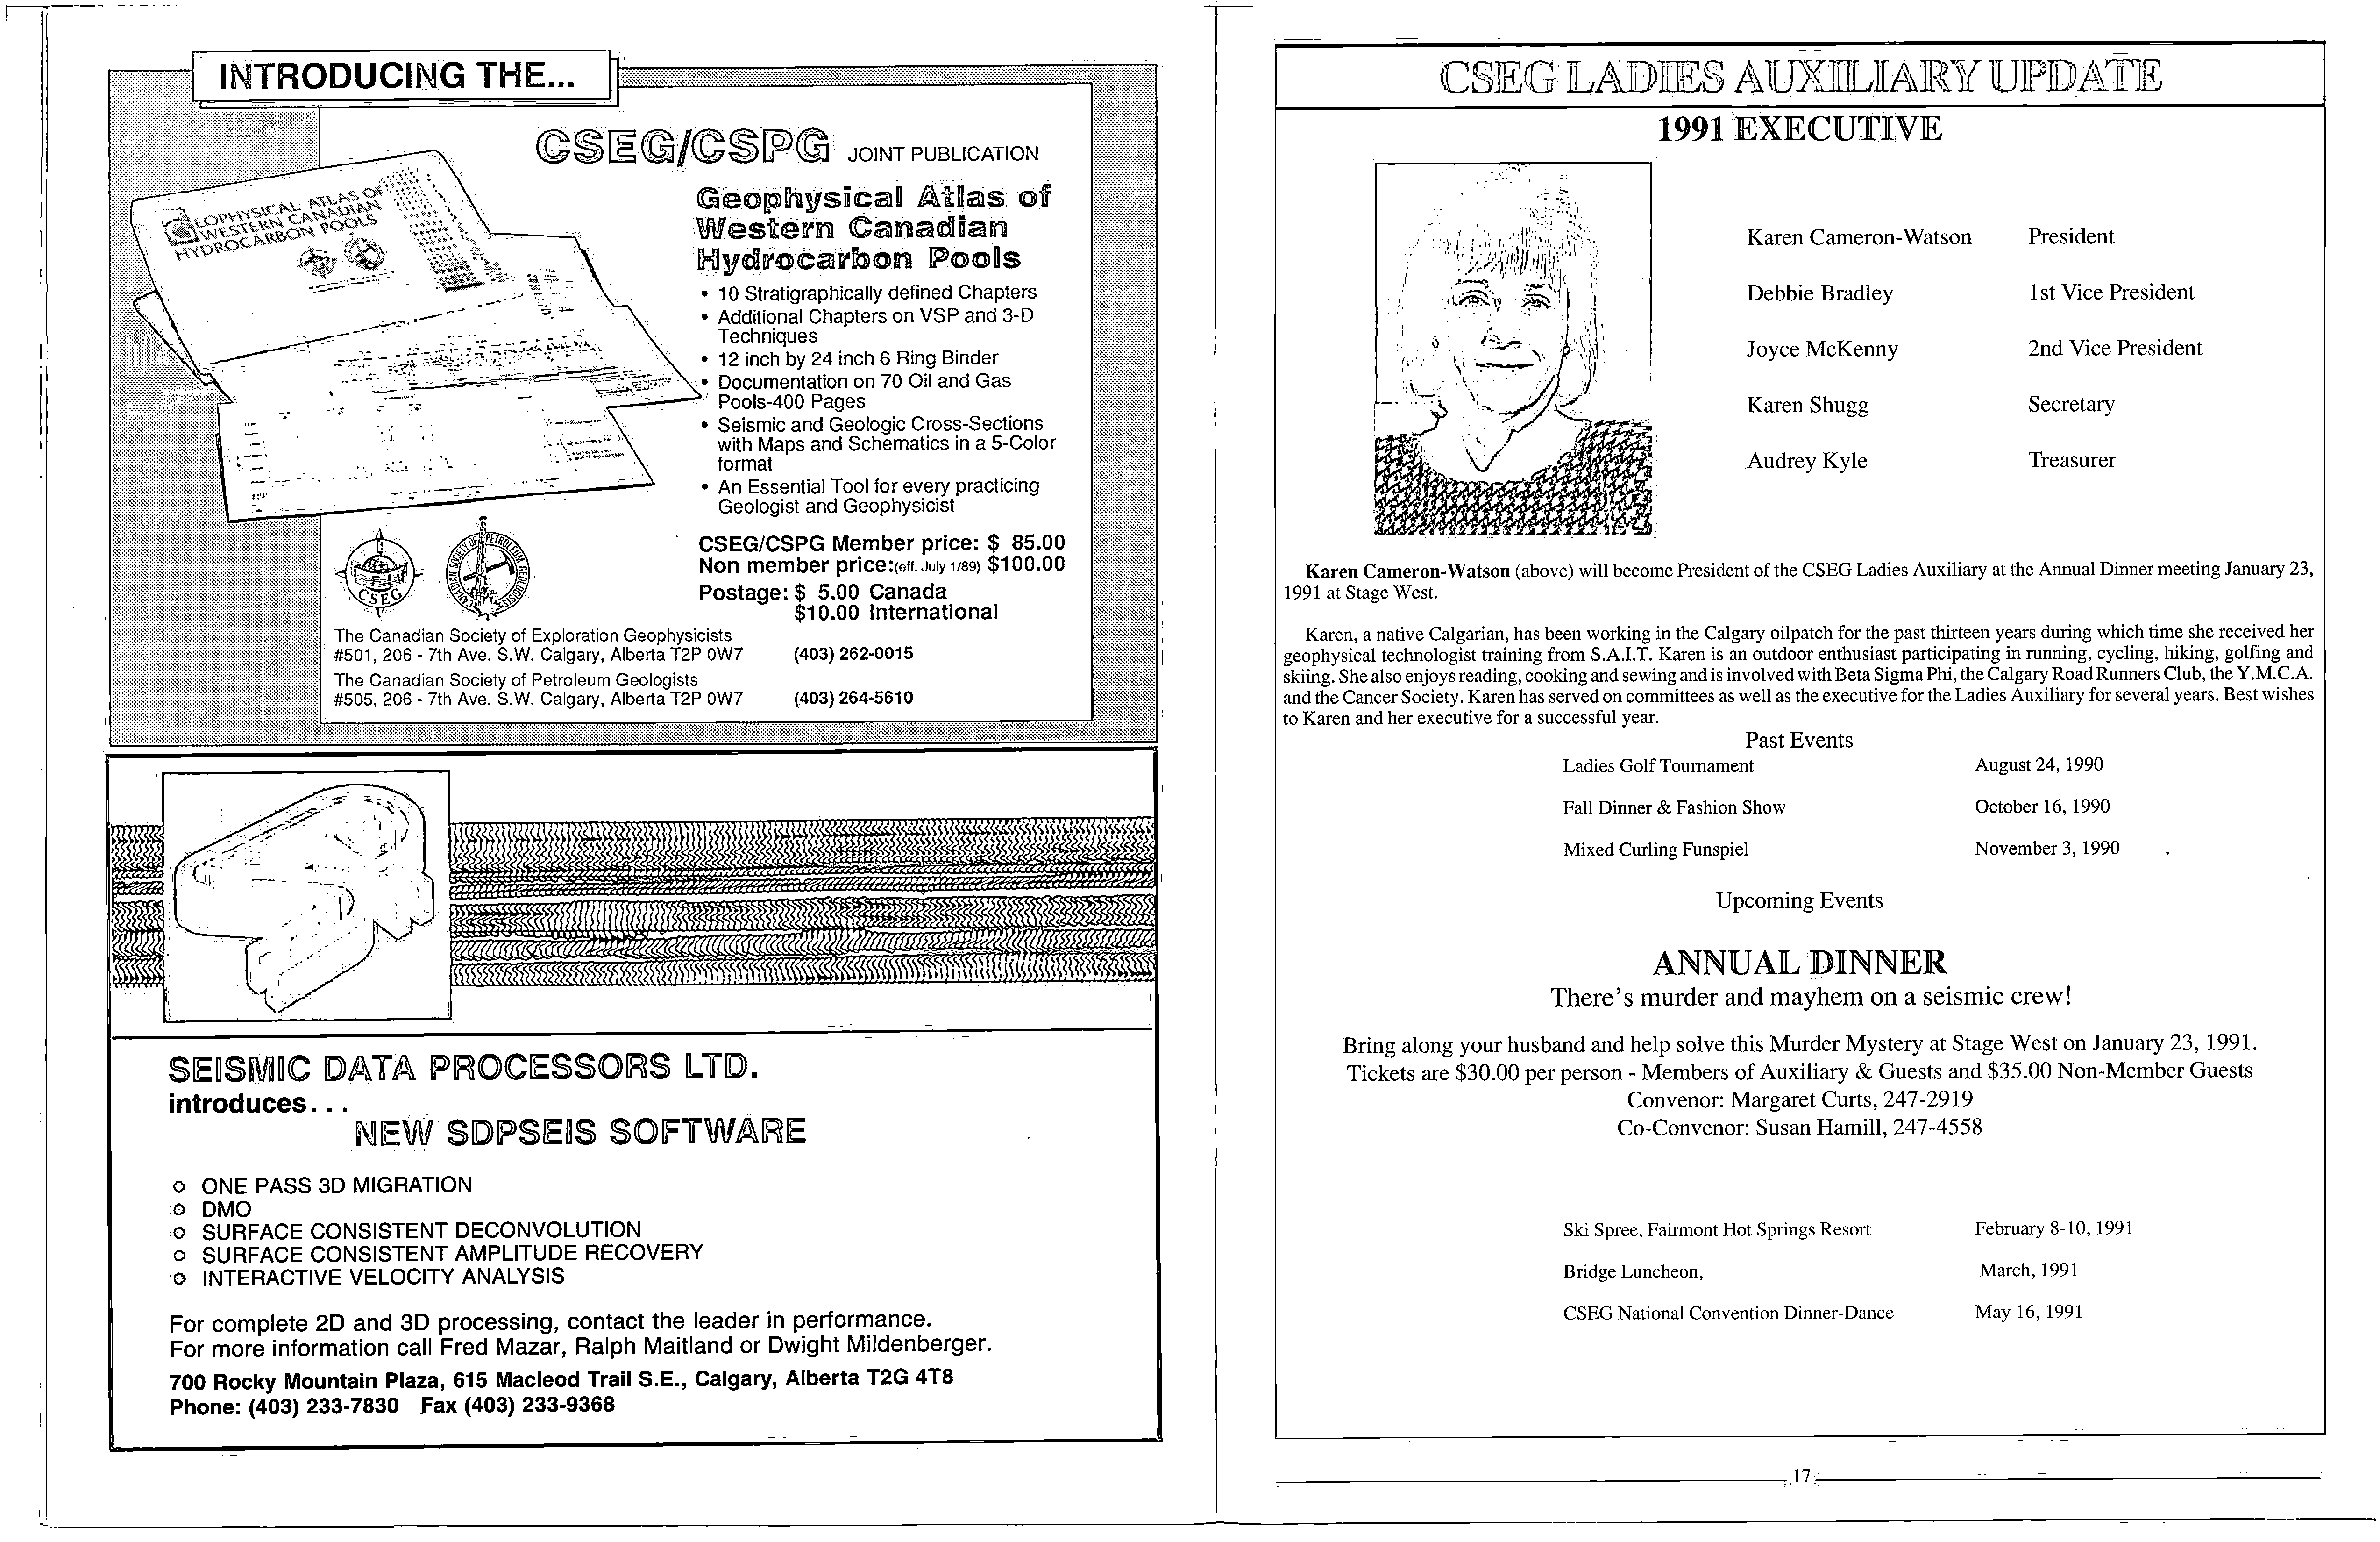 INTRODUCING THE...
CSEG/CSPG JOINT PUBLICATION
GEOPHYSICAL ATLAS OF
WESTERN CANADIAN
HYDROCARBON POOLS
Geophysical Atlas of
Western Canadian
Hydrocarbon Pools
• 10 Stratigraphically defined Chapters
• Additional Chapters on VSP and 3-D
Techniques
• 12 inch by 24 inch 6 Ring Binder
• Documentation on 70 Oil and Gas
Pools-400 Pages
• Seismic and Geologic Cross-Sections
with Maps and Schematics in a 5-Color
format
• An Essential Tool for every practicing
Geologist and Geophysicist
CSEG/CSPG Member price: $ 85.00
Non member price:(eff. July 1/89) $100.00
Postage: $ 5.00 Canada
$10.00 International
CSEG
CANADIAN SOCIETY OF PETROLEUM GEOLOGISTS
The Canadian Society of Exploration Geophysicists
#501, 206 - 7th Ave. S.W. Calgary, Alberta T2P 0W7 (403) 262-0015
The Canadian Society of Petroleum Geologists
#505, 206 - 7th Ave. S.W. Calgary, Alberta T2P 0W7 (403) 264-5610
SEISMIC DATA PROCESSORS LTD.
introduces...
NEW SDPSEIS SOFTWARE
ONE PASS 3D MIGRATION
DMO
SURFACE CONSISTENT DECONVOLUTION
SURFACE CONSISTENT AMPLITUDE RECOVERY
INTERACTIVE VELOCITY ANALYSIS
For complete 2D and 3D processing, contact the leader in performance.
For more information call Fred Mazar, Ralph Maitland or Dwight Mildenberger.
700 Rocky Mountain Plaza, 615 Macleod Trail S.E., Calgary, Alberta T2G 4T8
Phone: (403) 233-7830 Fax (403) 233-9368
CSEG LADIES AUXILIARY UPDATE
1991 EXECUTIVE
Karen Cameron-Watson President
Debbie Bradley 1st Vice President
Joyce McKenny 2nd Vice President
Karen Shugg Secretary
Audrey Kyle Treasurer
Karen Cameron-Watson (above) will become President of the CSEG Ladies Auxiliary at the Annual Dinner meeting January 23,
1991 at Stage West.
Karen, a native Calgarian, has been working in the Calgary oilpatch for the past thirteen years during which time she received her
geophysical technologist training from S.A.I.T. Karen is an outdoor enthusiast participating in running, cycling, hiking, golfing and
skiing. She also enjoys reading, cooking and sewing and is involved with Beta Sigma Phi, the Calgary Road Runners Club, the Y.M.C.A.
and the Cancer Society. Karen has served on committees as well as the executive for the Ladies Auxiliary for several years. Best wishes
to Karen and her executive for a successful year.
Past Events
Ladies Golf Tournament August 24, 1990
Fall Dinner & Fashion Show October 16, 1990
Mixed Curling Funspiel November 3, 1990
Upcoming Events
ANNUAL DINNER
There's murder and mayhem on a seismic crew!
Bring along your husband and help solve this Murder Mystery at Stage West on January 23, 1991.
Tickets are $30.00 per person - Members of Auxiliary & Guests and $35.00 Non-Member Guests
Convenor: Margaret Curts, 247-2919
Co-Convenor: Susan Hamill, 247-4558
Ski Spree, Fairmont Hot Springs Resort February 8-10, 1991
Bridge Luncheon, March, 1991
CSEG National Convention Dinner-Dance May 16, 1991
17